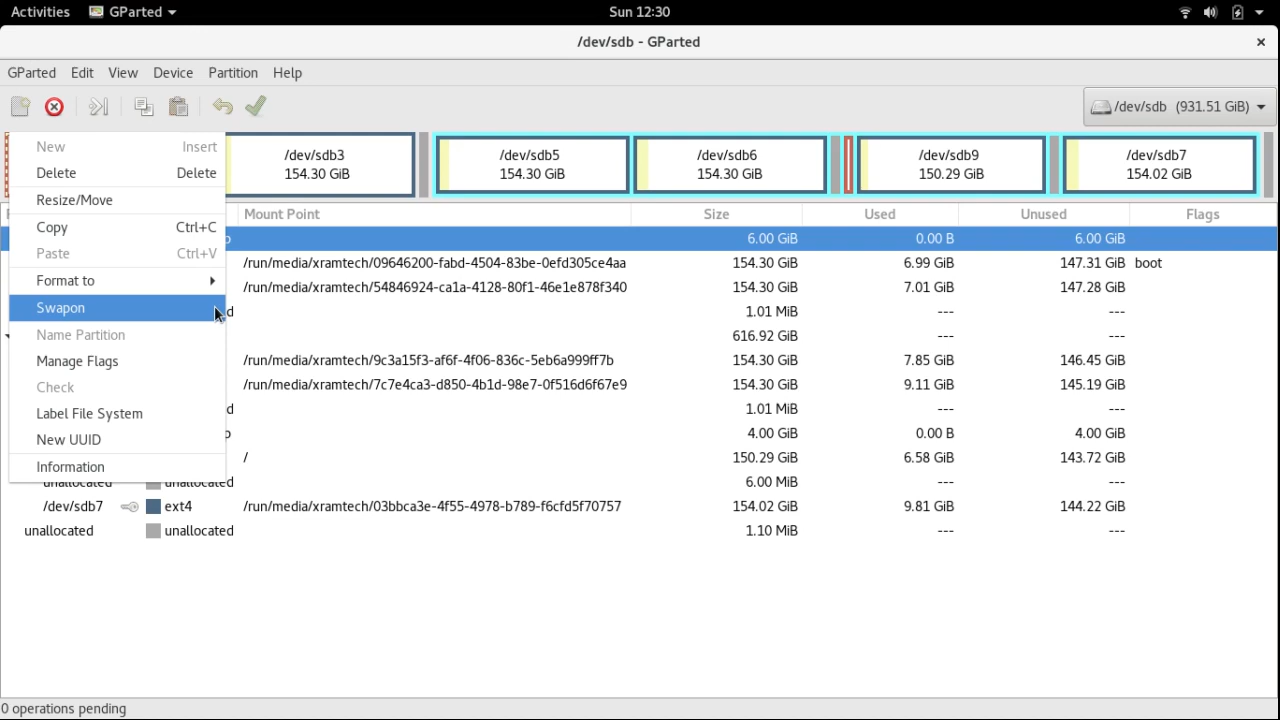 Activities GParted Sun 12:30
/dev/sdb - GParted ×
GParted Edit View Device Partition Help
/dev/sdb (931.51 GiB)
/dev/sdb3 /dev/sdb5 /dev/sdb6 /dev/sdb9 /dev/sdb7
154.30 GiB 154.30 GiB 154.30 GiB 150.29 GiB 154.02 GiB
New Insert
Delete Delete
Resize/Move
Copy Ctrl+C
Paste Ctrl+V
Format to
Swapon
Name Partition
Manage Flags
Check
Label File System
New UUID
Information
Mount Point Size Used Unused Flags
6.00 GiB 0.00 B 6.00 GiB
/run/media/xramtech/09646200-fabd-4504-83be-0efd305ce4aa 154.30 GiB 6.99 GiB 147.31 GiB boot
/run/media/xramtech/54846924-ca1a-4128-80f1-46e1e878f340 154.30 GiB 7.01 GiB 147.28 GiB
d 1.01 MiB --- ---
616.92 GiB --- ---
/run/media/xramtech/9c3a15f3-af6f-4f06-836c-5eb6a999ff7b 154.30 GiB 7.85 GiB 146.45 GiB
/run/media/xramtech/7c7e4ca3-d850-4b1d-98e7-0f516d6f67e9 154.30 GiB 9.11 GiB 145.19 GiB
d 1.01 MiB --- ---
p 4.00 GiB 0.00 B 4.00 GiB
/ 150.29 GiB 6.58 GiB 143.72 GiB
unallocated unallocated 6.00 MiB --- ---
/dev/sdb7 ext4 /run/media/xramtech/03bbca3e-4f55-4978-b789-f6cfd5f70757 154.02 GiB 9.81 GiB 144.22 GiB
unallocated unallocated 1.10 MiB --- ---
0 operations pending